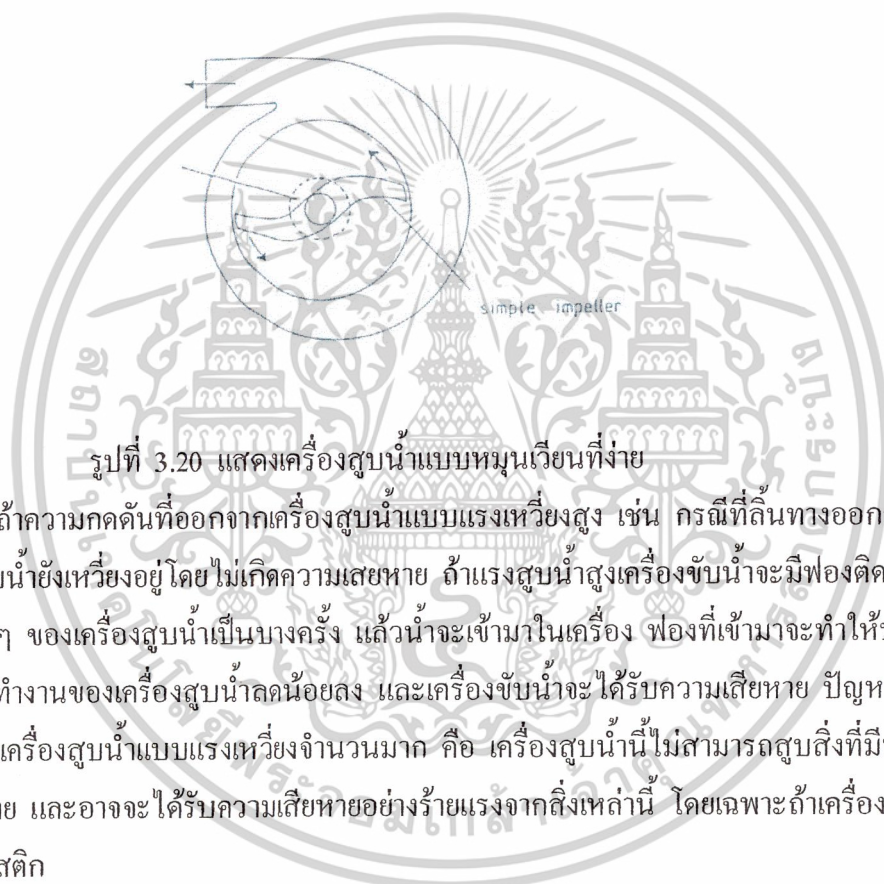 simple impeller
รูปที่ 3.20 แสดงเครื่องสูบน้ำแบบหมุนเวียนที่ง่าย
ถ้าความกดดันที่ออกจากเครื่องสูบน้ำแบบแรงเหวี่ยงสูง เช่น กรณีที่ลิ้นทางออก
น้ำยังเหวี่ยงอยู่โดยไม่เกิดความเสยหาย ถ้าแรงสูบน้ำสูงเครื่องขับน้ำจะมีฟองติด
ๆ ของเครื่องสูบน้ำเป็นบางครั้ง แล้วน้ำจะเข้ามาในเครื่อง ฟองที่เข้ามาจะทำให้
ทำงานของเครื่องสูบน้ำลดน้อยลง และเครื่องขับน้ำจะได้รับความเสียหาย
เครื่องสูบน้ำแบบแรงเหวี่ยงจำนวนมาก คือ เครื่องสูบน้ำนี้ไม่สามารถสูบสิ่งที่มี
และอาจจะได้รับความเสียหายอย่างร้ายแรงจากสิ่งเหล่านี้ โดยเฉพาะถ้าเครื่อง
สติก